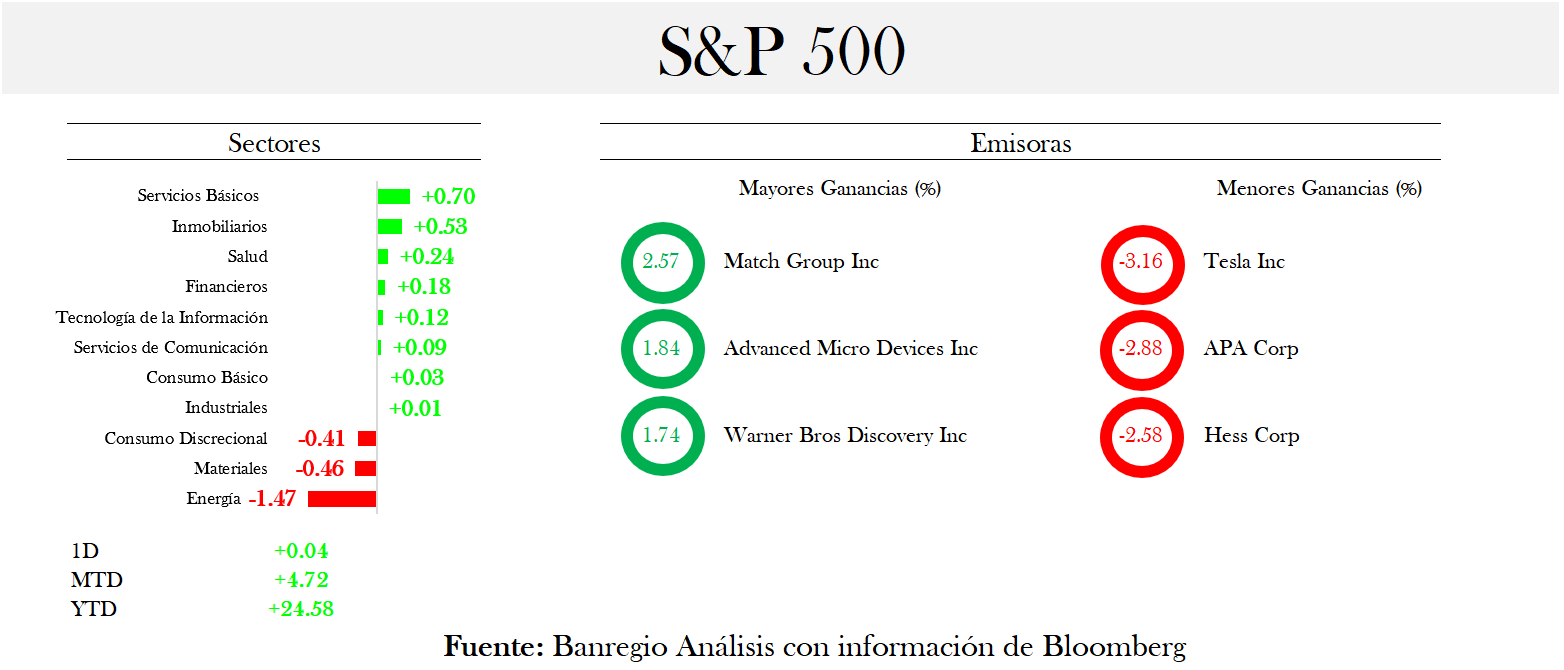 S&P 500
Sectores
Servicios Básicos +0.70
Inmobiliarios +0.53
Salud +0.24
Financieros +0.18
Tecnología de la Información +0.12
Servicios de Comunicación +0.09
Consumo Básico +0.03
Industriales +0.01
Consumo Discrecional -0.41
Materiales -0.46
Energía -1.47
1D +0.04
MTD +4.72
YTD +24.58
Emisoras
Mayores Ganancias (%)
2.57 Match Group Inc
1.84 Advanced Micro Devices Inc
1.74 Warner Bros Discovery Inc
Menores Ganancias (%)
-3.16 Tesla Inc
-2.88 APA Corp
-2.58 Hess Corp
Fuente: Banregio Análisis con información de Bloomberg